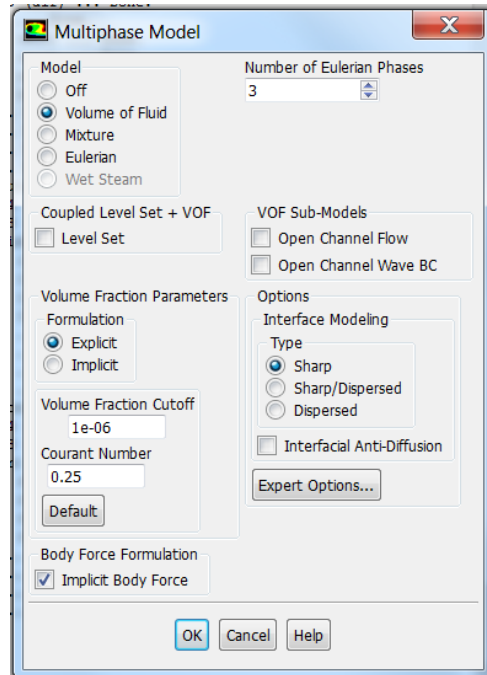 Multiphase Model
Model
Off
Volume of Fluid
Mixture
Eulerian
Wet Steam
Number of Eulerian Phases
3
Coupled Level Set + VOF
Level Set
VOF Sub-Models
Open Channel Flow
Open Channel Wave BC
Volume Fraction Parameters
Formulation
Explicit
Implicit
Volume Fraction Cutoff
1e-06
Courant Number
0.25
Default
Options
Interface Modeling
Type
Sharp
Sharp/Dispersed
Dispersed
Interfacial Anti-Diffusion
Expert Options...
Body Force Formulation
Implicit Body Force
OK
Cancel
Help